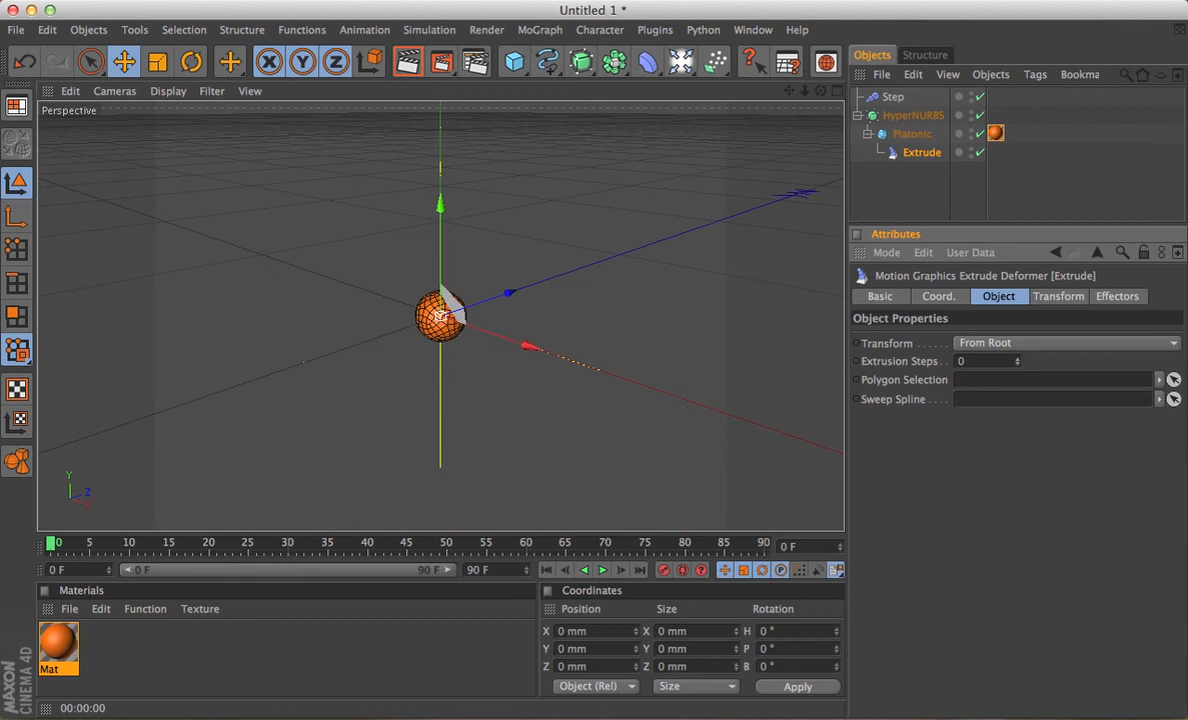 Untitled 1 *
File Edit Objects Tools Selection Structure Functions Animation Simulation Render MoGraph Character Plugins Python Window Help
X Y Z
Edit Cameras Display Filter View
Perspective
Y
Z
X
Objects Structure
File Edit View Objects Tags Bookma
Step
HyperNURBS
Platonic
Extrude
Attributes
Mode Edit User Data
Motion Graphics Extrude Deformer [Extrude]
Basic Coord. Object Transform Effectors
Object Properties
Transform From Root
Extrusion Steps 0
Polygon Selection
Sweep Spline
0 5 10 15 20 25 30 35 40 45 50 55 60 65 70 75 80 85 90 0 F
0 F 0 F 90 F 90 F
Materials
File Edit Function Texture
Mat
Coordinates
Position Size Rotation
X 0 mm X 0 mm H 0 °
Y 0 mm Y 0 mm P 0 °
Z 0 mm Z 0 mm B 0 °
Object (Rel) Size Apply
MAXON
CINEMA 4D
00:00:00